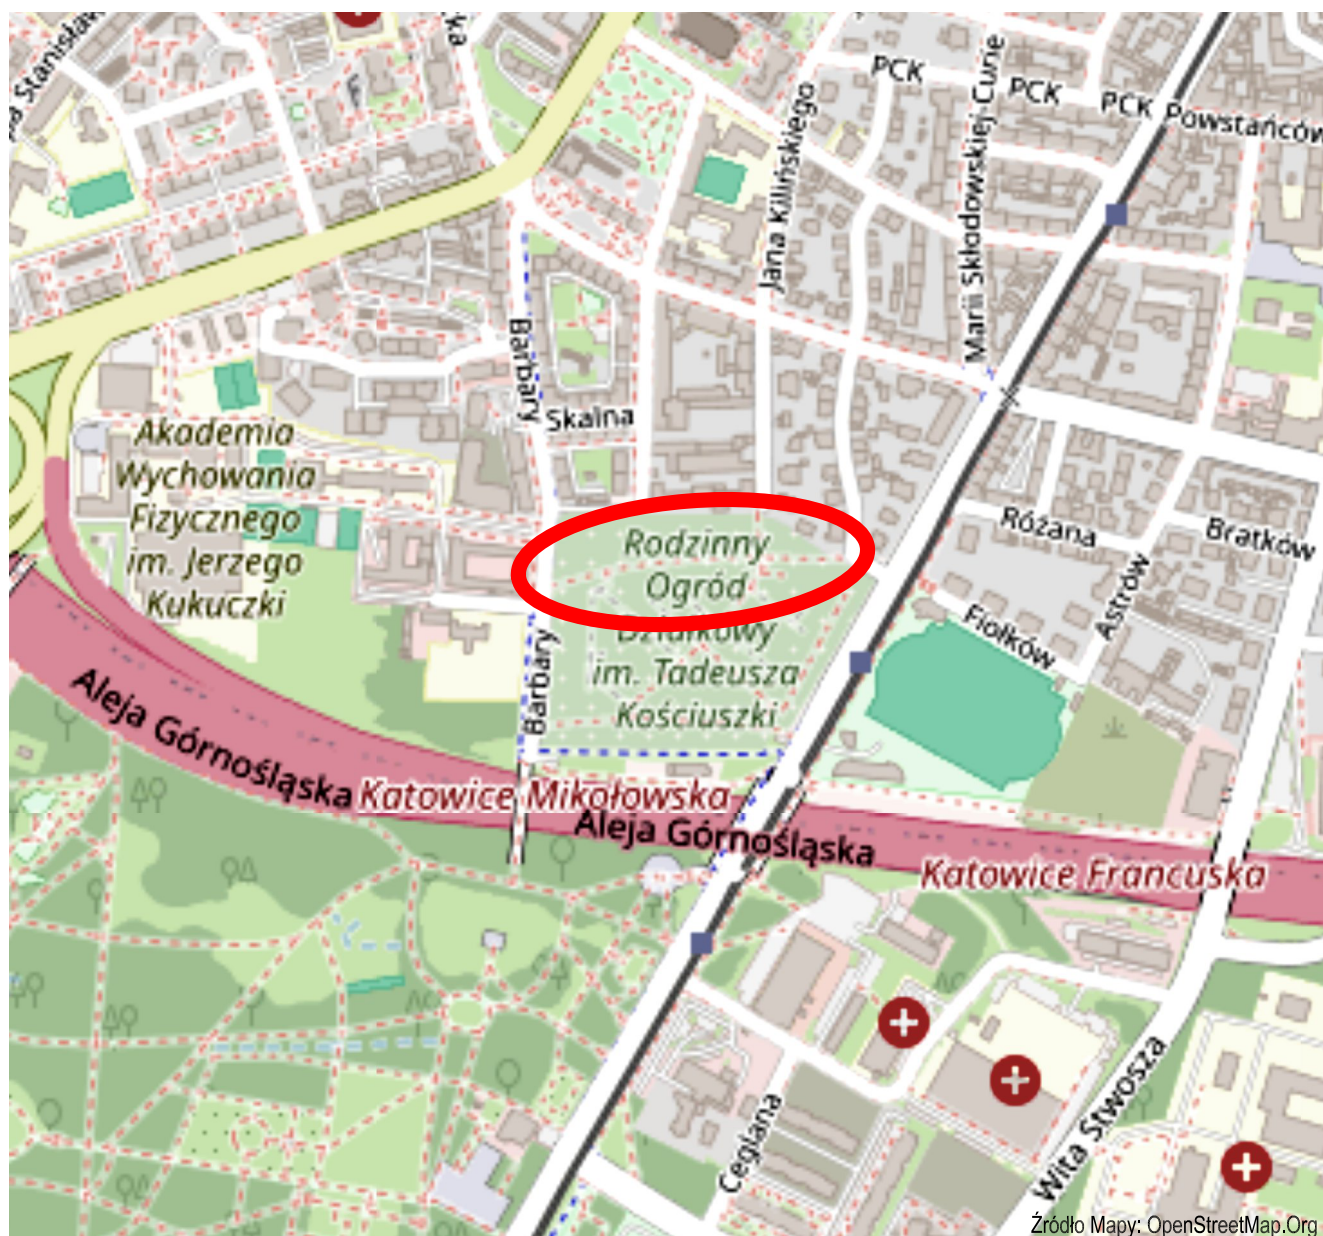 PCK
PCK
PCK
Powstańców
Jana Kilińskiego
Marii Skłodowskiej-Curie
Barbary
Skalna
Akademia
Wychowania
Fizycznego
im. Jerzego
Kukuczki
Rodzinny
Ogród
Działkowy
im. Tadeusza
Kościuszki
Różana
Bratków
Astrów
Fiołków
Barbary
Aleja Górnośląska
Katowice Mikołowska
Aleja Górnośląska
Katowice Francuska
Ceglana
Wita Stwosza
Źródło Mapy: OpenStreetMap.Org